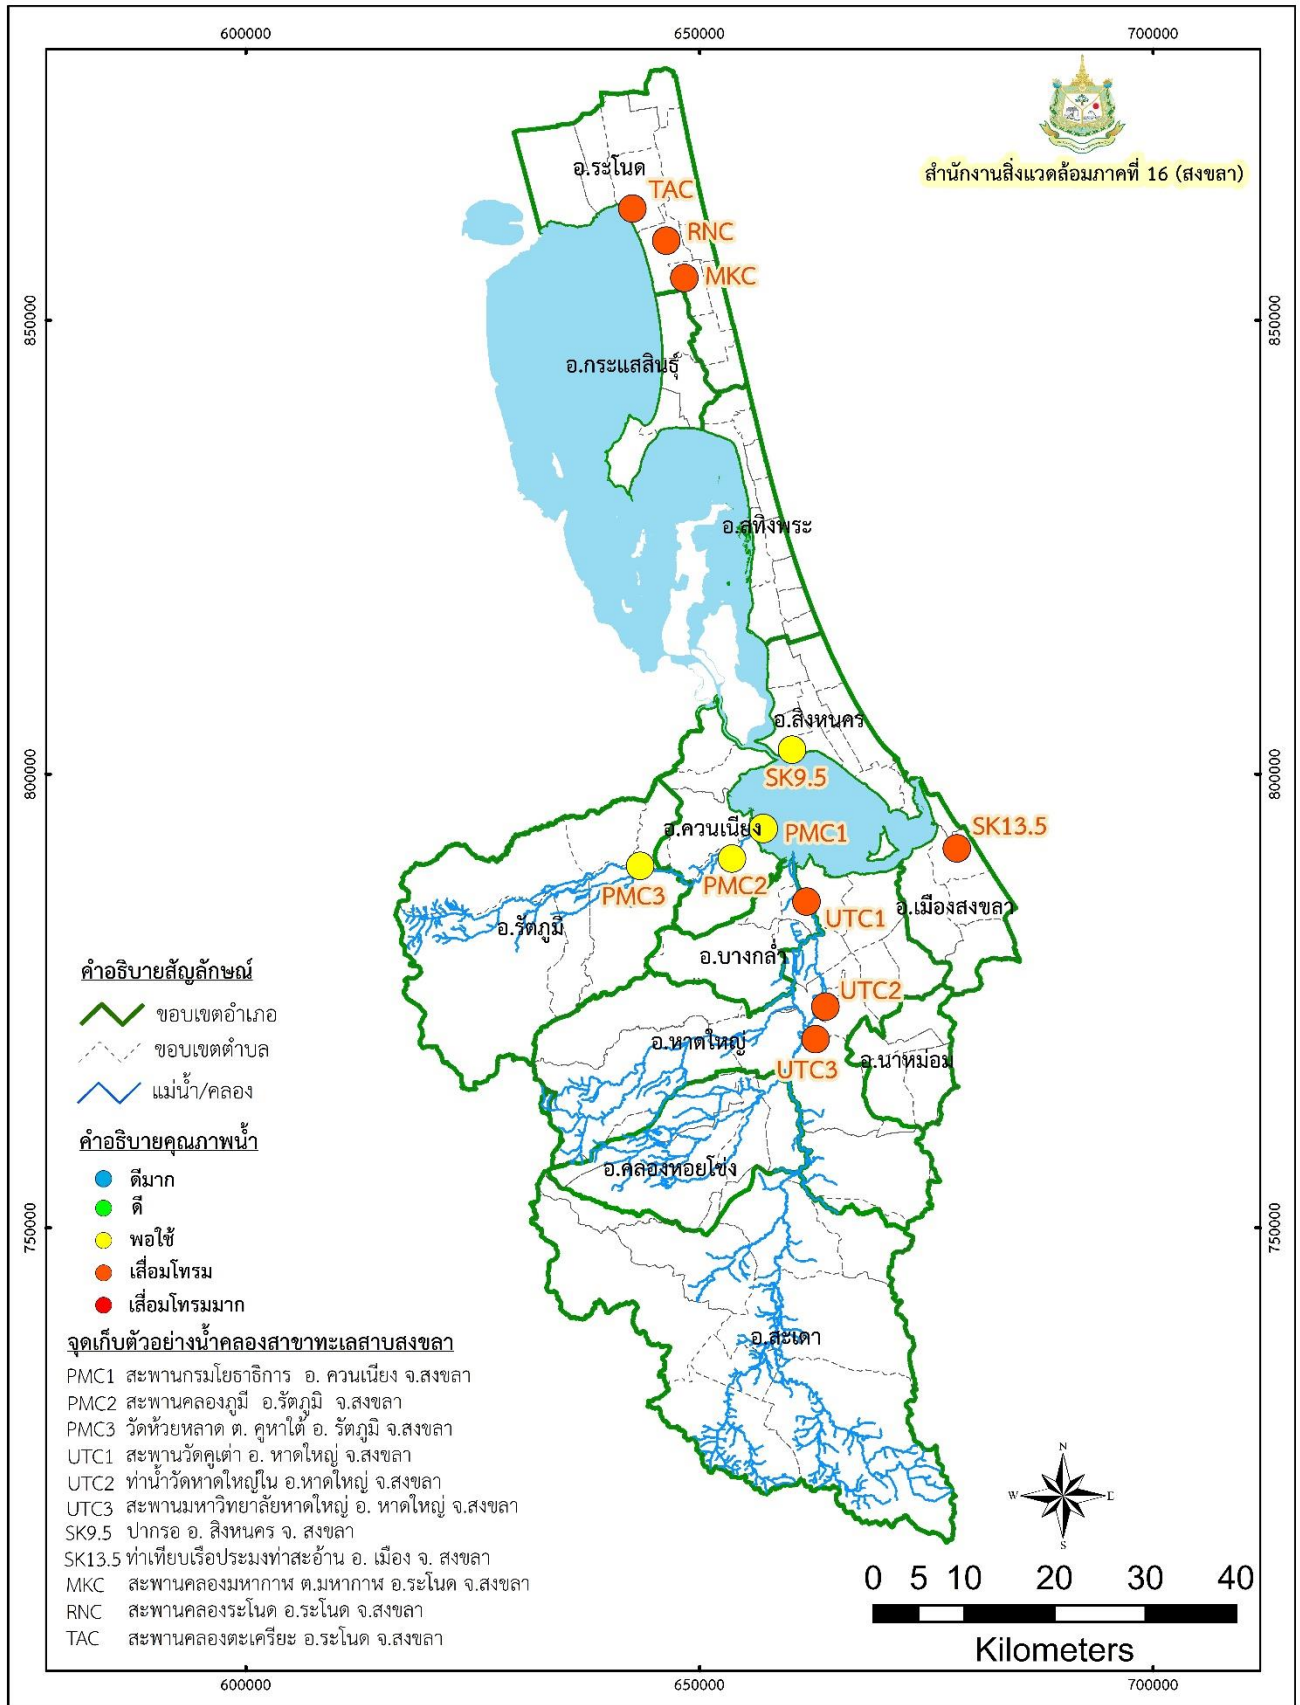 600000
650000
700000
สำนักงานสิ่งแวดล้อมภาคที่ 16 (สงขลา)
อ.ระโนด
TAC
RNC
MKC
850000
850000
อ.กระแสสินธุ์
อ.สทิงพระ
อ.สิงหนคร
800000
SK9.5
800000
อ.ควนเนียง
PMC1
SK13.5
PMC2
PMC3
UTC1
อ.เมืองสงขลา
อ.รัตภูมิ
อ.บางกล่ำ
UTC2
อ.หาดใหญ่
UTC3
อ.นาหม่อม
อ.คลองหอยโข่ง
750000
750000
อ.สะเดา
คำอธิบายสัญลักษณ์
ขอบเขตอำเภอ
ขอบเขตตำบล
แม่น้ำ/คลอง
คำอธิบายคุณภาพน้ำ
ดีมาก
ดี
พอใช้
เสื่อมโทรม
เสื่อมโทรมมาก
จุดเก็บตัวอย่างน้ำคลองสาขาทะเลสาบสงขลา
PMC1 สะพานกรมโยธาธิการ อ. ควนเนียง จ.สงขลา
PMC2 สะพานคลองภูมี อ.รัตภูมิ จ.สงขลา
PMC3 วัดห้วยหลาด ต. คูหาใต้ อ. รัตภูมิ จ.สงขลา
UTC1 สะพานวัดคูเต่า อ. หาดใหญ่ จ.สงขลา
UTC2 ท่าน้ำวัดหาดใหญ่ใน อ.หาดใหญ่ จ.สงขลา
UTC3 สะพานมหาวิทยาลัยหาดใหญ่ อ. หาดใหญ่ จ.สงขลา
SK9.5 ปากรอ อ. สิงหนคร จ. สงขลา
SK13.5 ท่าเทียบเรือประมงท่าสะอ้าน อ. เมือง จ. สงขลา
MKC สะพานคลองมหากาฬ ต.มหากาฬ อ.ระโนด จ.สงขลา
RNC สะพานคลองระโนด อ.ระโนด จ.สงขลา
TAC สะพานคลองตะเครียะ อ.ระโนด จ.สงขลา
N
W
E
S
0 5 10 20 30 40
Kilometers
600000
650000
700000